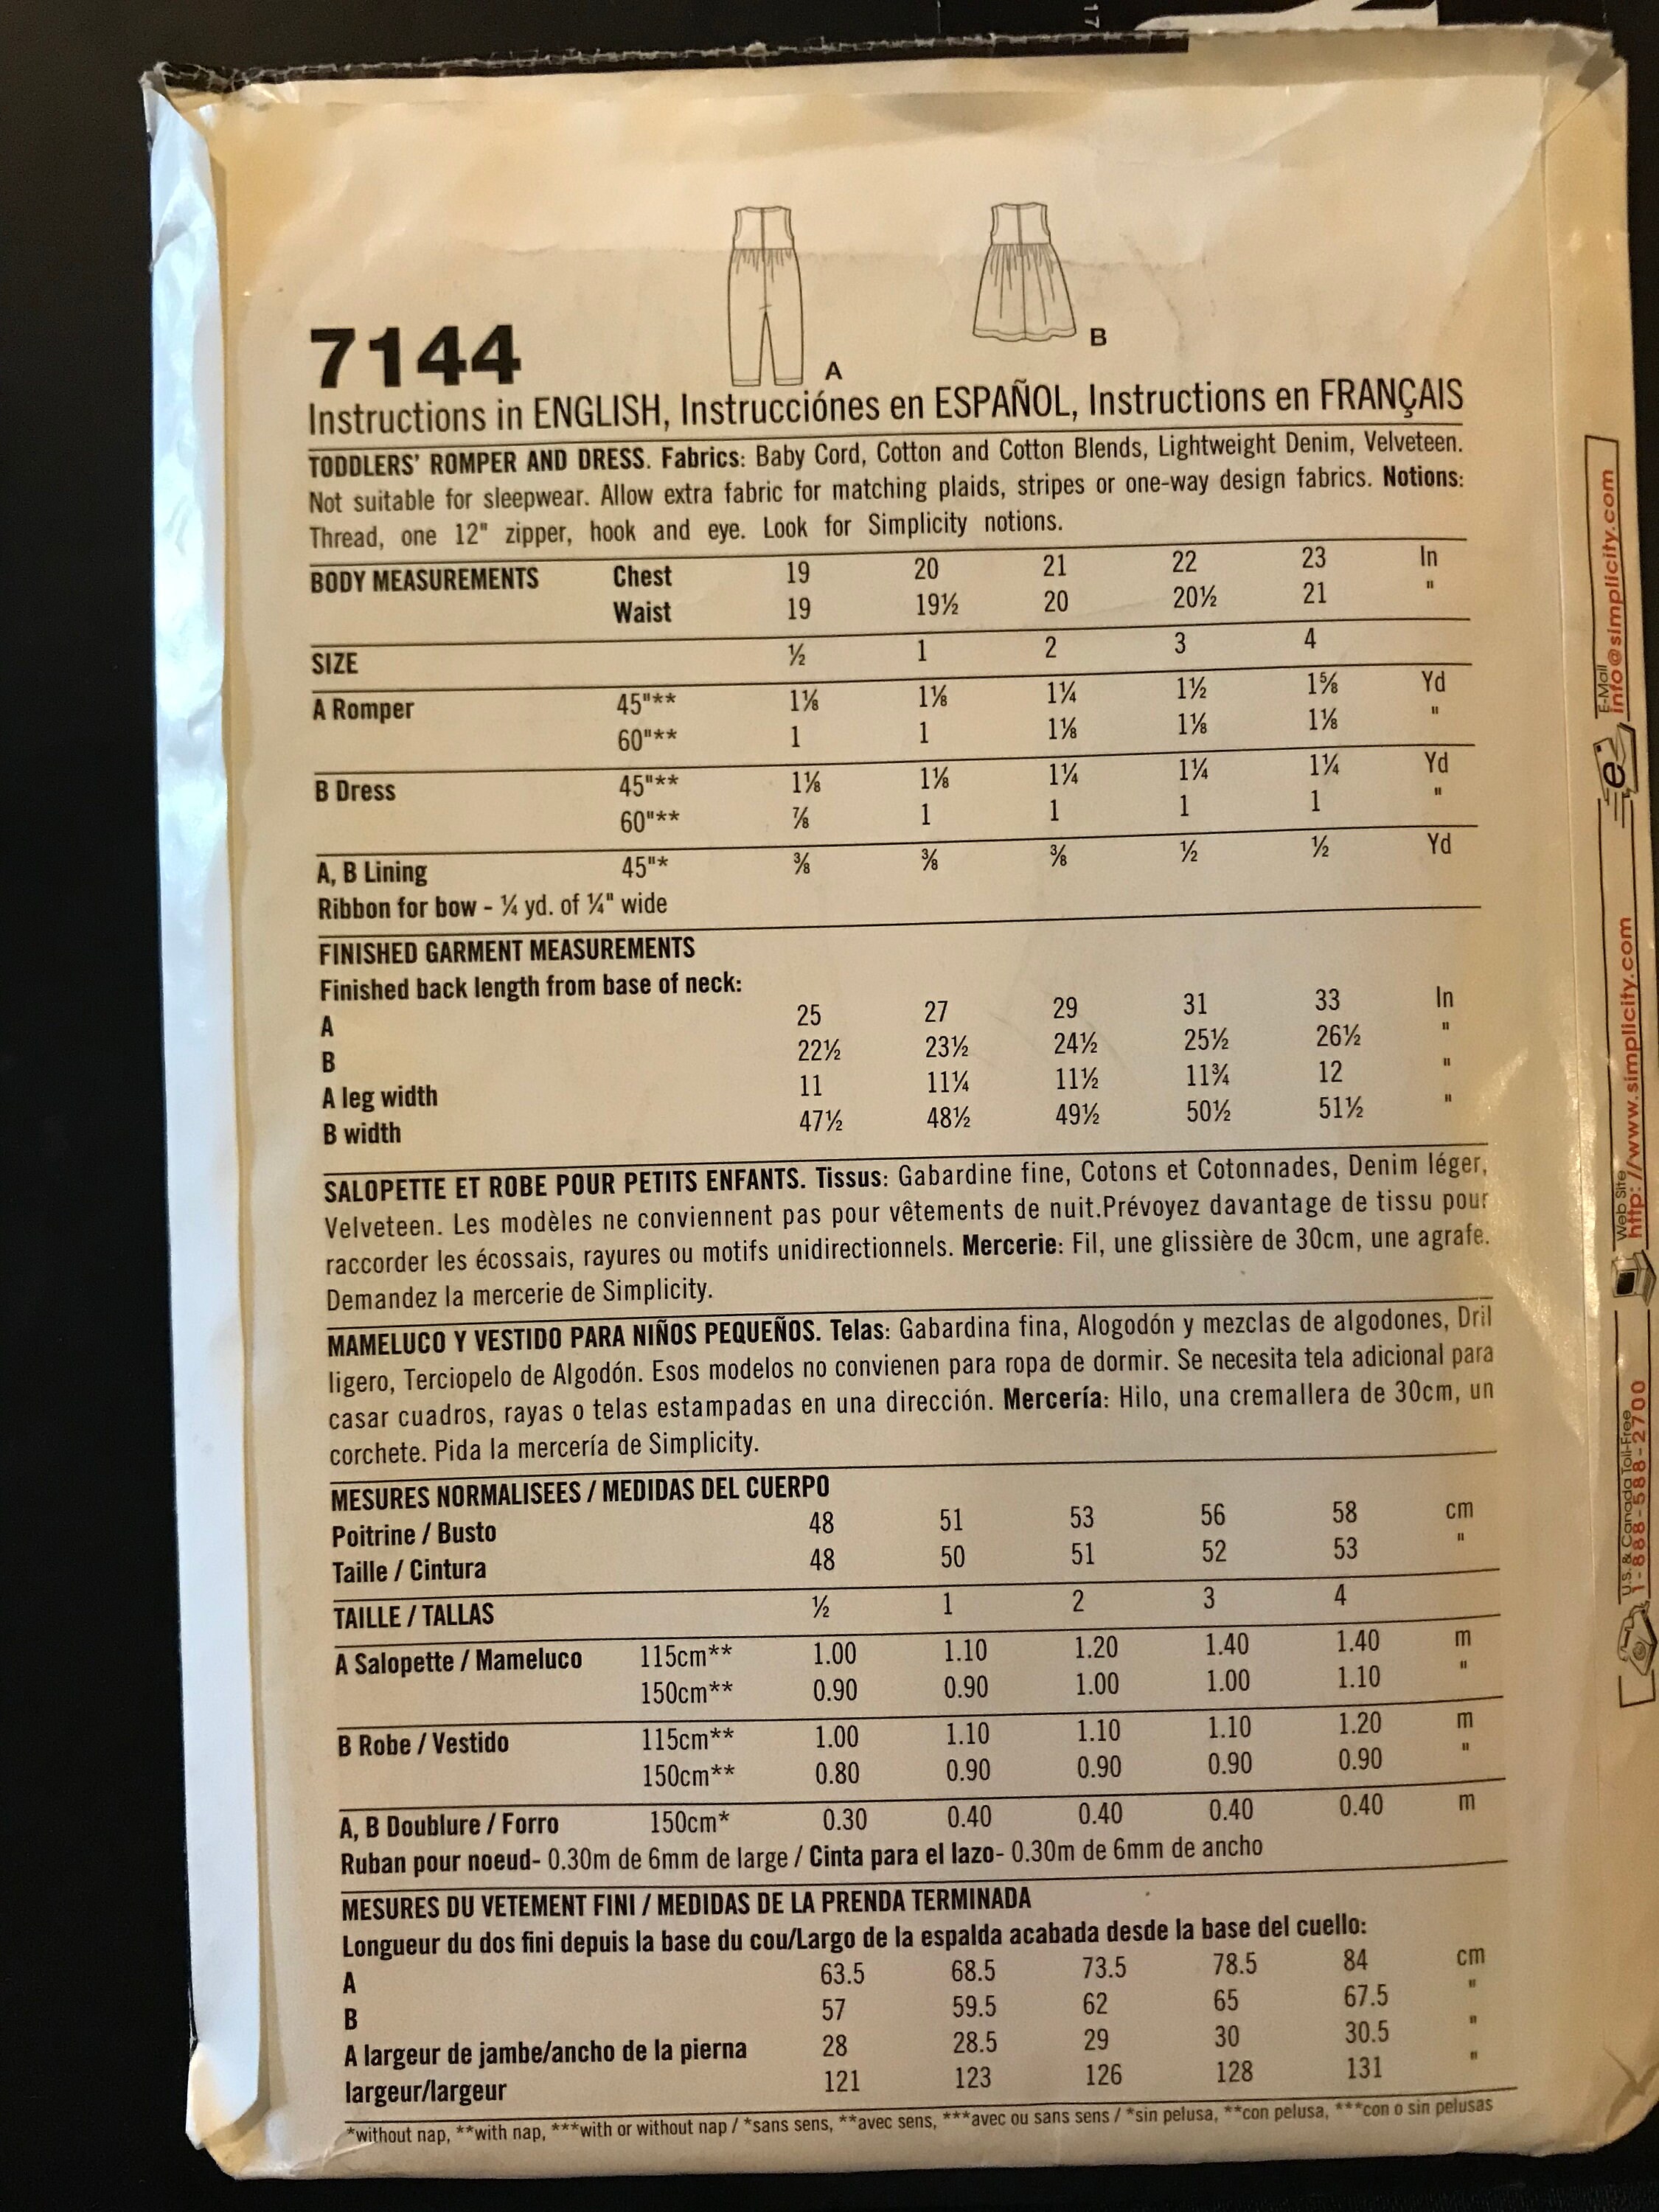 17
A
B
7144
Instructions in ENGLISH, Instrucciónes en ESPAÑOL, Instructions en FRANÇAIS
TODDLERS' ROMPER AND DRESS. Fabrics: Baby Cord, Cotton and Cotton Blends, Lightweight Denim, Velveteen.
Not suitable for sleepwear. Allow extra fabric for matching plaids, stripes or one-way design fabrics. Notions:
Thread, one 12" zipper, hook and eye. Look for Simplicity notions.
BODY MEASUREMENTS Chest 19 20 21 22 23 In
Waist 19 19½ 20 20½ 21 "
SIZE ½ 1 2 3 4
A Romper 45"** 1⅛ 1⅛ 1¼ 1½ 1⅝ Yd
60"** 1 1 1⅛ 1⅛ 1⅛ "
B Dress 45"** 1⅛ 1⅛ 1¼ 1¼ 1¼ Yd
60"** ⅞ 1 1 1 1 "
A, B Lining 45"* ⅜ ⅜ ⅜ ½ ½ Yd
Ribbon for bow - ¼ yd. of ¼" wide
FINISHED GARMENT MEASUREMENTS
Finished back length from base of neck:
A 25 27 29 31 33 In
B 22½ 23½ 24½ 25½ 26½ "
A leg width 11 11¼ 11½ 11¾ 12 "
B width 47½ 48½ 49½ 50½ 51½ "
SALOPETTE ET ROBE POUR PETITS ENFANTS. Tissus: Gabardine fine, Cotons et Cotonnades, Denim léger,
Velveteen. Les modèles ne conviennent pas pour vêtements de nuit.Prévoyez davantage de tissu pour
raccorder les écossais, rayures ou motifs unidirectionnels. Mercerie: Fil, une glissière de 30cm, une agrafe.
Demandez la mercerie de Simplicity.
MAMELUCO Y VESTIDO PARA NIÑOS PEQUEÑOS. Telas: Gabardina fina, Alogodón y mezclas de algodones, Dril
ligero, Terciopelo de Algodón. Esos modelos no convienen para ropa de dormir. Se necesita tela adicional para
casar cuadros, rayas o telas estampadas en una dirección. Mercería: Hilo, una cremallera de 30cm, un
corchete. Pida la mercería de Simplicity.
MESURES NORMALISEES / MEDIDAS DEL CUERPO
Poitrine / Busto 48 51 53 56 58 cm
Taille / Cintura 48 50 51 52 53 "
TAILLE / TALLAS ½ 1 2 3 4
A Salopette / Mameluco 115cm** 1.00 1.10 1.20 1.40 1.40 m
150cm** 0.90 0.90 1.00 1.00 1.10 "
B Robe / Vestido 115cm** 1.00 1.10 1.10 1.10 1.20 m
150cm** 0.80 0.90 0.90 0.90 0.90 "
A, B Doublure / Forro 150cm* 0.30 0.40 0.40 0.40 0.40 m
Ruban pour noeud- 0.30m de 6mm de large / Cinta para el lazo- 0.30m de 6mm de ancho
MESURES DU VETEMENT FINI / MEDIDAS DE LA PRENDA TERMINADA
Longueur du dos fini depuis la base du cou/Largo de la espalda acabada desde la base del cuello:
A 63.5 68.5 73.5 78.5 84 cm
B 57 59.5 62 65 67.5 "
A largeur de jambe/ancho de la pierna 28 28.5 29 30 30.5 "
largeur/largeur 121 123 126 128 131 "
*without nap, **with nap, ***with or without nap / *sans sens, **avec sens, ***avec ou sans sens / *sin pelusa, **con pelusa, ***con o sin pelusas
E-Mail
info@simplicity.com
e
Web Site
http://www.simplicity.com
U.S. & Canada Toll-Free
1-888-588-2700